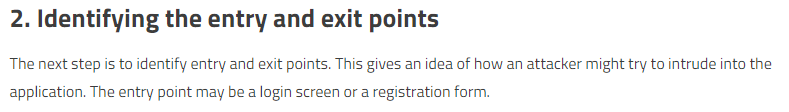 2. Identifying the entry and exit points
The next step is to identify entry and exit points. This gives an idea of how an attacker might try to intrude into the
application. The entry point may be a login screen or a registration form.